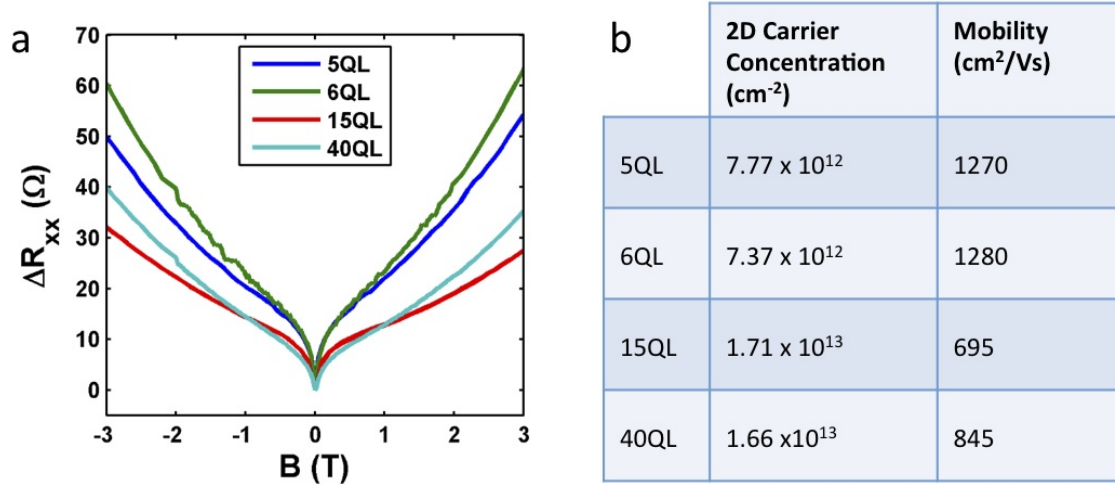 a
70
60
50
40
30
20
10
0
ΔRxx (Ω)
5QL
6QL
15QL
40QL
-3 -2 -1 0 1 2 3
B (T)
b
2D Carrier
Concentration
(cm⁻²)
Mobility
(cm²/Vs)
5QL 7.77 x 10¹² 1270
6QL 7.37 x 10¹² 1280
15QL 1.71 x 10¹³ 695
40QL 1.66 x10¹³ 845